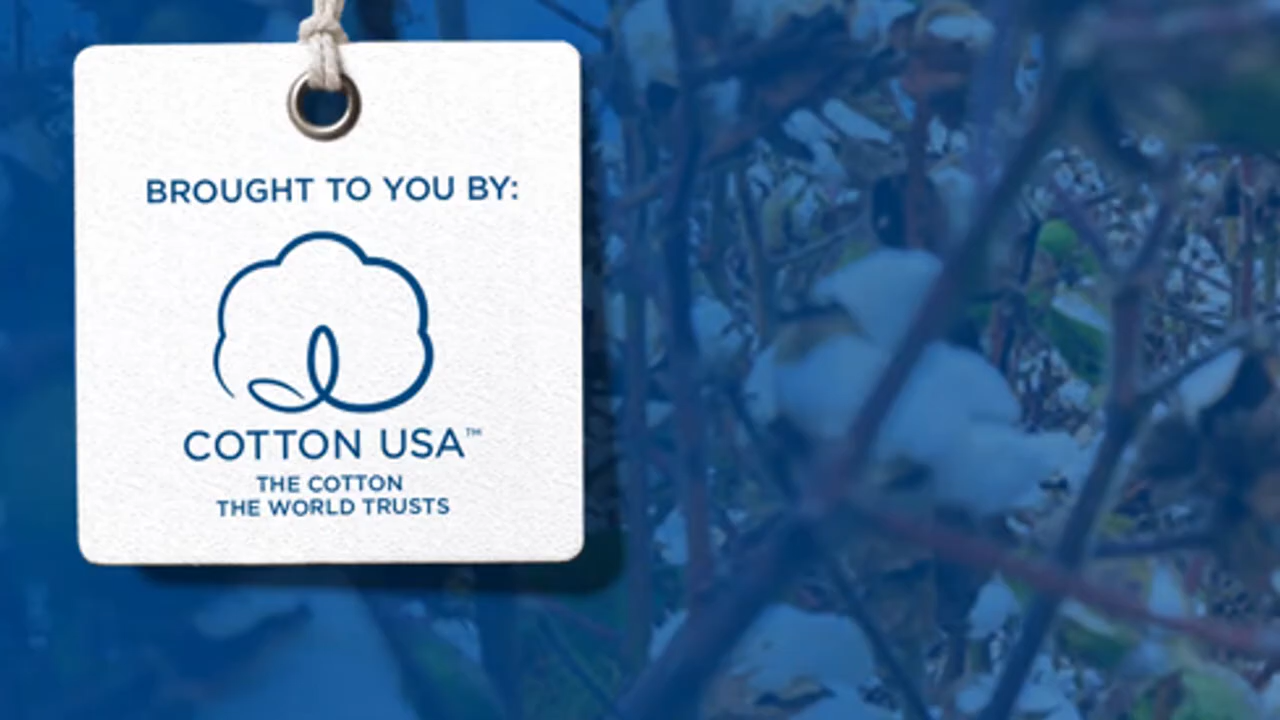 BROUGHT TO YOU BY:
COTTON USA™
THE COTTON
THE WORLD TRUSTS